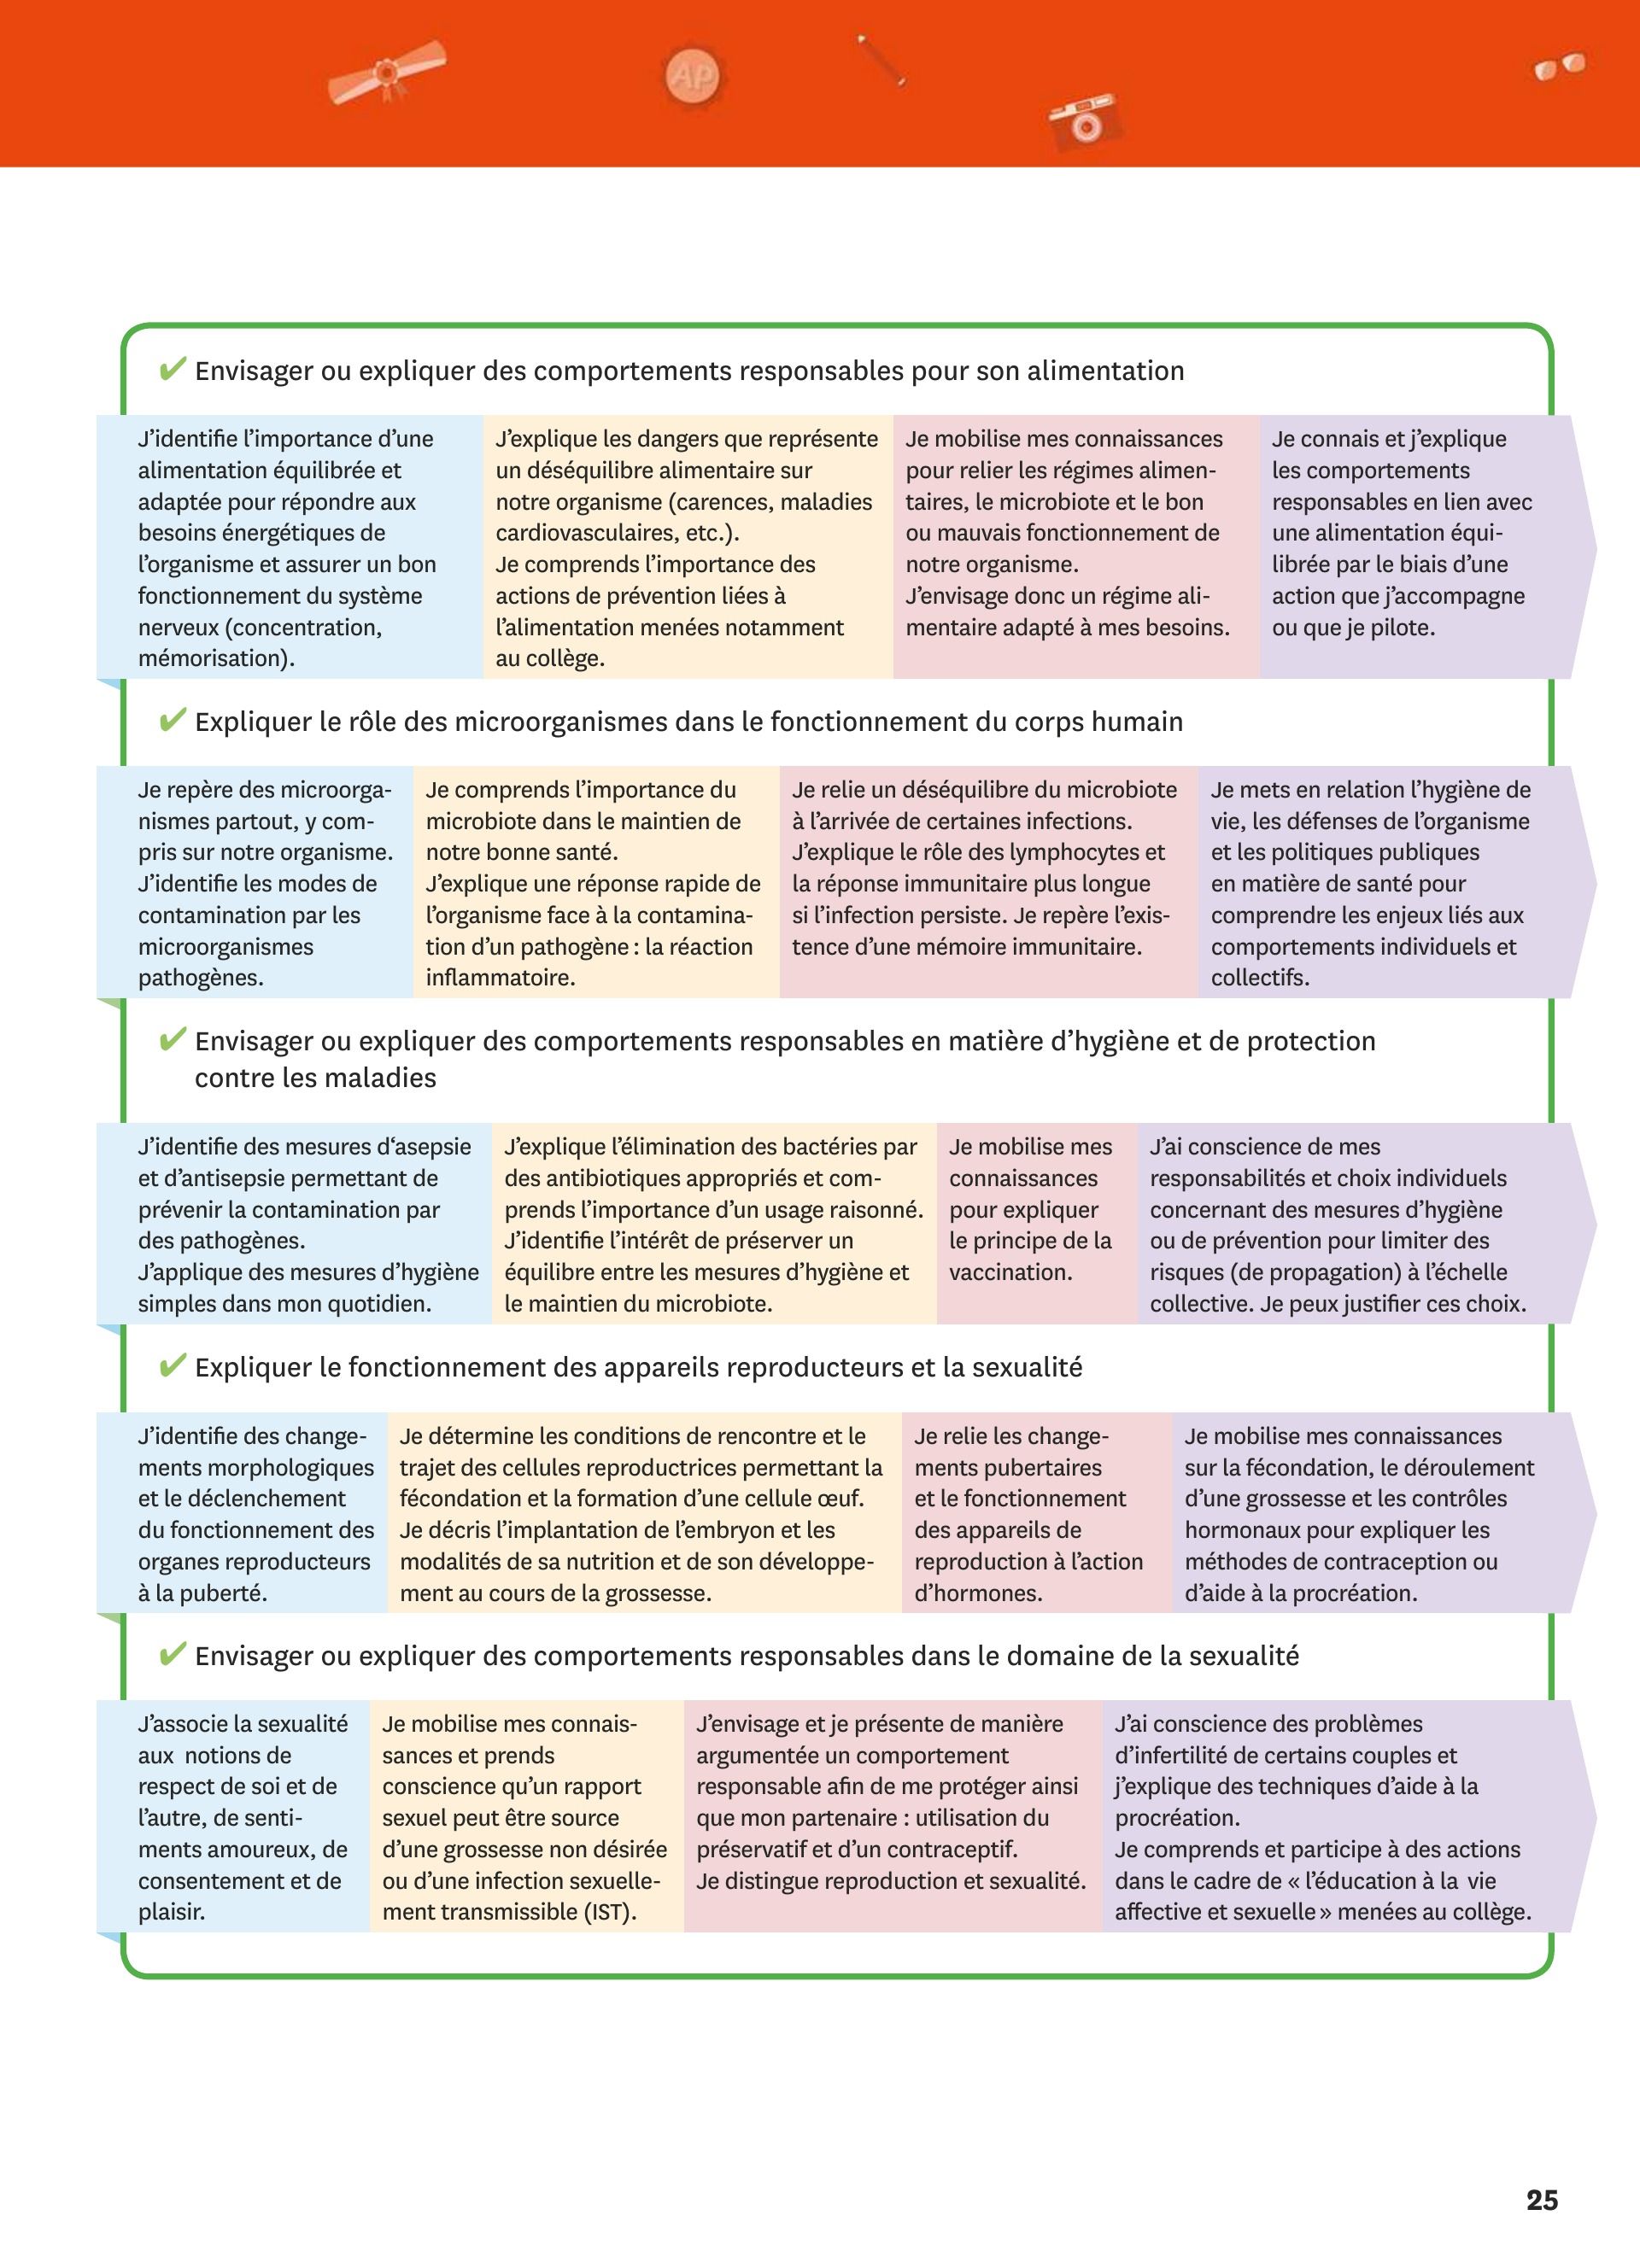 AP
✔ Envisager ou expliquer des comportements responsables pour son alimentation
J’identifie l’importance d’une
alimentation équilibrée et
adaptée pour répondre aux
besoins énergétiques de
l’organisme et assurer un bon
fonctionnement du système
nerveux (concentration,
mémorisation).
J’explique les dangers que représente
un déséquilibre alimentaire sur
notre organisme (carences, maladies
cardiovasculaires, etc.).
Je comprends l’importance des
actions de prévention liées à
l’alimentation menées notamment
au collège.
Je mobilise mes connaissances
pour relier les régimes alimen-
taires, le microbiote et le bon
ou mauvais fonctionnement de
notre organisme.
J’envisage donc un régime ali-
mentaire adapté à mes besoins.
Je connais et j’explique
les comportements
responsables en lien avec
une alimentation équi-
librée par le biais d’une
action que j’accompagne
ou que je pilote.
✔ Expliquer le rôle des microorganismes dans le fonctionnement du corps humain
Je repère des microorga-
nismes partout, y com-
pris sur notre organisme.
J’identifie les modes de
contamination par les
microorganismes
pathogènes.
Je comprends l’importance du
microbiote dans le maintien de
notre bonne santé.
J’explique une réponse rapide de
l’organisme face à la contamina-
tion d’un pathogène : la réaction
inflammatoire.
Je relie un déséquilibre du microbiote
à l’arrivée de certaines infections.
J’explique le rôle des lymphocytes et
la réponse immunitaire plus longue
si l’infection persiste. Je repère l’exis-
tence d’une mémoire immunitaire.
Je mets en relation l’hygiène de
vie, les défenses de l’organisme
et les politiques publiques
en matière de santé pour
comprendre les enjeux liés aux
comportements individuels et
collectifs.
✔ Envisager ou expliquer des comportements responsables en matière d’hygiène et de protection
contre les maladies
J’identifie des mesures d‘asepsie
et d’antisepsie permettant de
prévenir la contamination par
des pathogènes.
J’applique des mesures d’hygiène
simples dans mon quotidien.
J’explique l’élimination des bactéries par
des antibiotiques appropriés et com-
prends l’importance d’un usage raisonné.
J’identifie l’intérêt de préserver un
équilibre entre les mesures d’hygiène et
le maintien du microbiote.
Je mobilise mes
connaissances
pour expliquer
le principe de la
vaccination.
J’ai conscience de mes
responsabilités et choix individuels
concernant des mesures d’hygiène
ou de prévention pour limiter des
risques (de propagation) à l’échelle
collective. Je peux justifier ces choix.
✔ Expliquer le fonctionnement des appareils reproducteurs et la sexualité
J’identifie des change-
ments morphologiques
et le déclenchement
du fonctionnement des
organes reproducteurs
à la puberté.
Je détermine les conditions de rencontre et le
trajet des cellules reproductrices permettant la
fécondation et la formation d’une cellule œuf.
Je décris l’implantation de l’embryon et les
modalités de sa nutrition et de son développe-
ment au cours de la grossesse.
Je relie les change-
ments pubertaires
et le fonctionnement
des appareils de
reproduction à l’action
d’hormones.
Je mobilise mes connaissances
sur la fécondation, le déroulement
d’une grossesse et les contrôles
hormonaux pour expliquer les
méthodes de contraception ou
d’aide à la procréation.
✔ Envisager ou expliquer des comportements responsables dans le domaine de la sexualité
J’associe la sexualité
aux notions de
respect de soi et de
l’autre, de senti-
ments amoureux, de
consentement et de
plaisir.
Je mobilise mes connais-
sances et prends
conscience qu’un rapport
sexuel peut être source
d’une grossesse non désirée
ou d’une infection sexuelle-
ment transmissible (IST).
J’envisage et je présente de manière
argumentée un comportement
responsable afin de me protéger ainsi
que mon partenaire : utilisation du
préservatif et d’un contraceptif.
Je distingue reproduction et sexualité.
J’ai conscience des problèmes
d’infertilité de certains couples et
j’explique des techniques d’aide à la
procréation.
Je comprends et participe à des actions
dans le cadre de « l’éducation à la vie
affective et sexuelle » menées au collège.
25